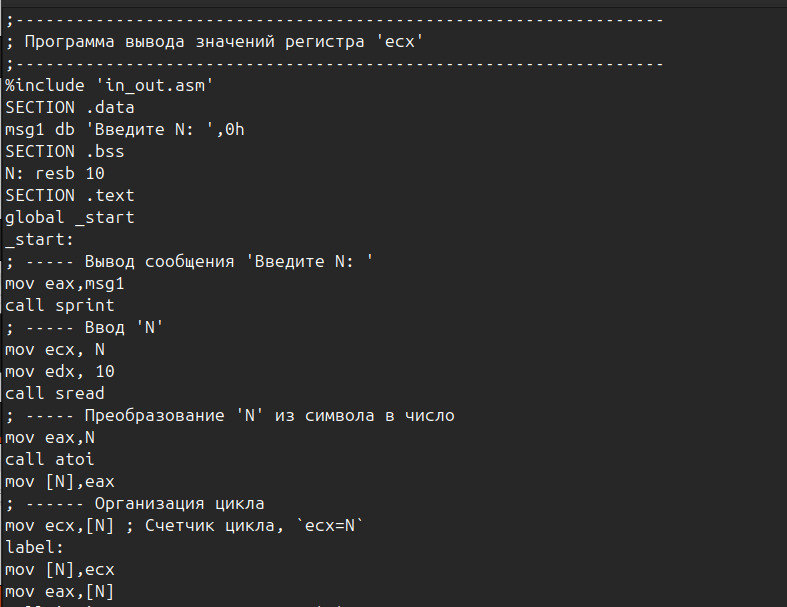 ;-----------------------------------------------------------------
; Программа вывода значений регистра 'ecx'
;-----------------------------------------------------------------
%include 'in_out.asm'
SECTION .data
msg1 db 'Введите N: ',0h
SECTION .bss
N: resb 10
SECTION .text
global _start
_start:
; ----- Вывод сообщения 'Введите N: '
mov eax,msg1
call sprint
; ----- Ввод 'N'
mov ecx, N
mov edx, 10
call sread
; ----- Преобразование 'N' из символа в число
mov eax,N
call atoi
mov [N],eax
; ------ Организация цикла
mov ecx,[N] ; Счетчик цикла, `ecx=N`
label:
mov [N],ecx
mov eax,[N]